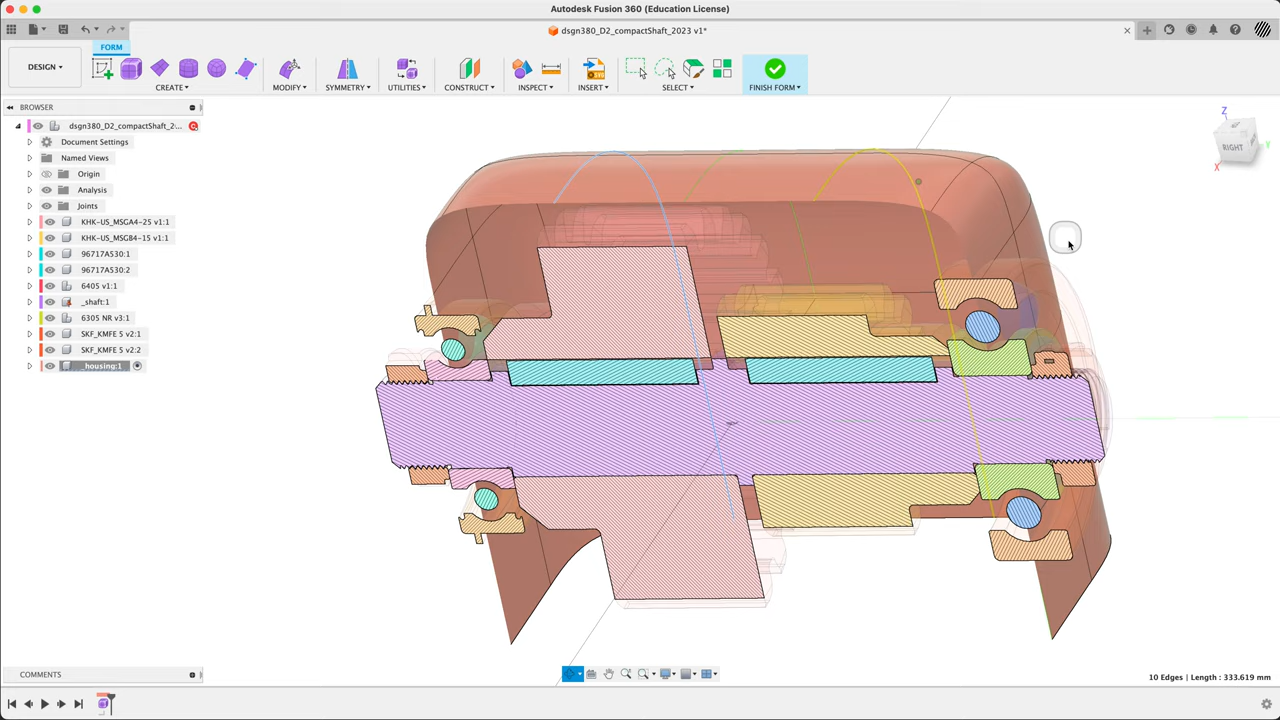 Autodesk Fusion 360 (Education License)
dsgn380_D2_compactShaft_2023 v1*
FORM
DESIGN
CREATE
MODIFY
SYMMETRY
UTILITIES
CONSTRUCT
INSPECT
INSERT
SELECT
FINISH FORM
BROWSER
dsgn380_D2_compactShaft_2(...
Document Settings
Named Views
Origin
Analysis
Joints
KHK-US_MSGA4-25 v1:1
KHK-US_MSGB4-15 v1:1
96717A530:1
96717A530:2
6405 v1:1
_shaft:1
6305 NR v3:1
SKF_KMFE 5 v2:1
SKF_KMFE 5 v2:2
_housing:1
Z
RIGHT
Y
X
COMMENTS
10 Edges | Length : 333.619 mm